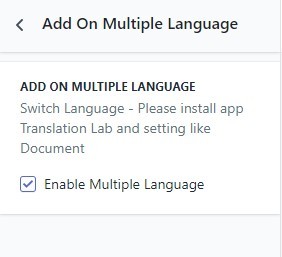 Add On Multiple Language
ADD ON MULTIPLE LANGUAGE
Switch Language - Please install app
Translation Lab and setting like
Document
Enable Multiple Language